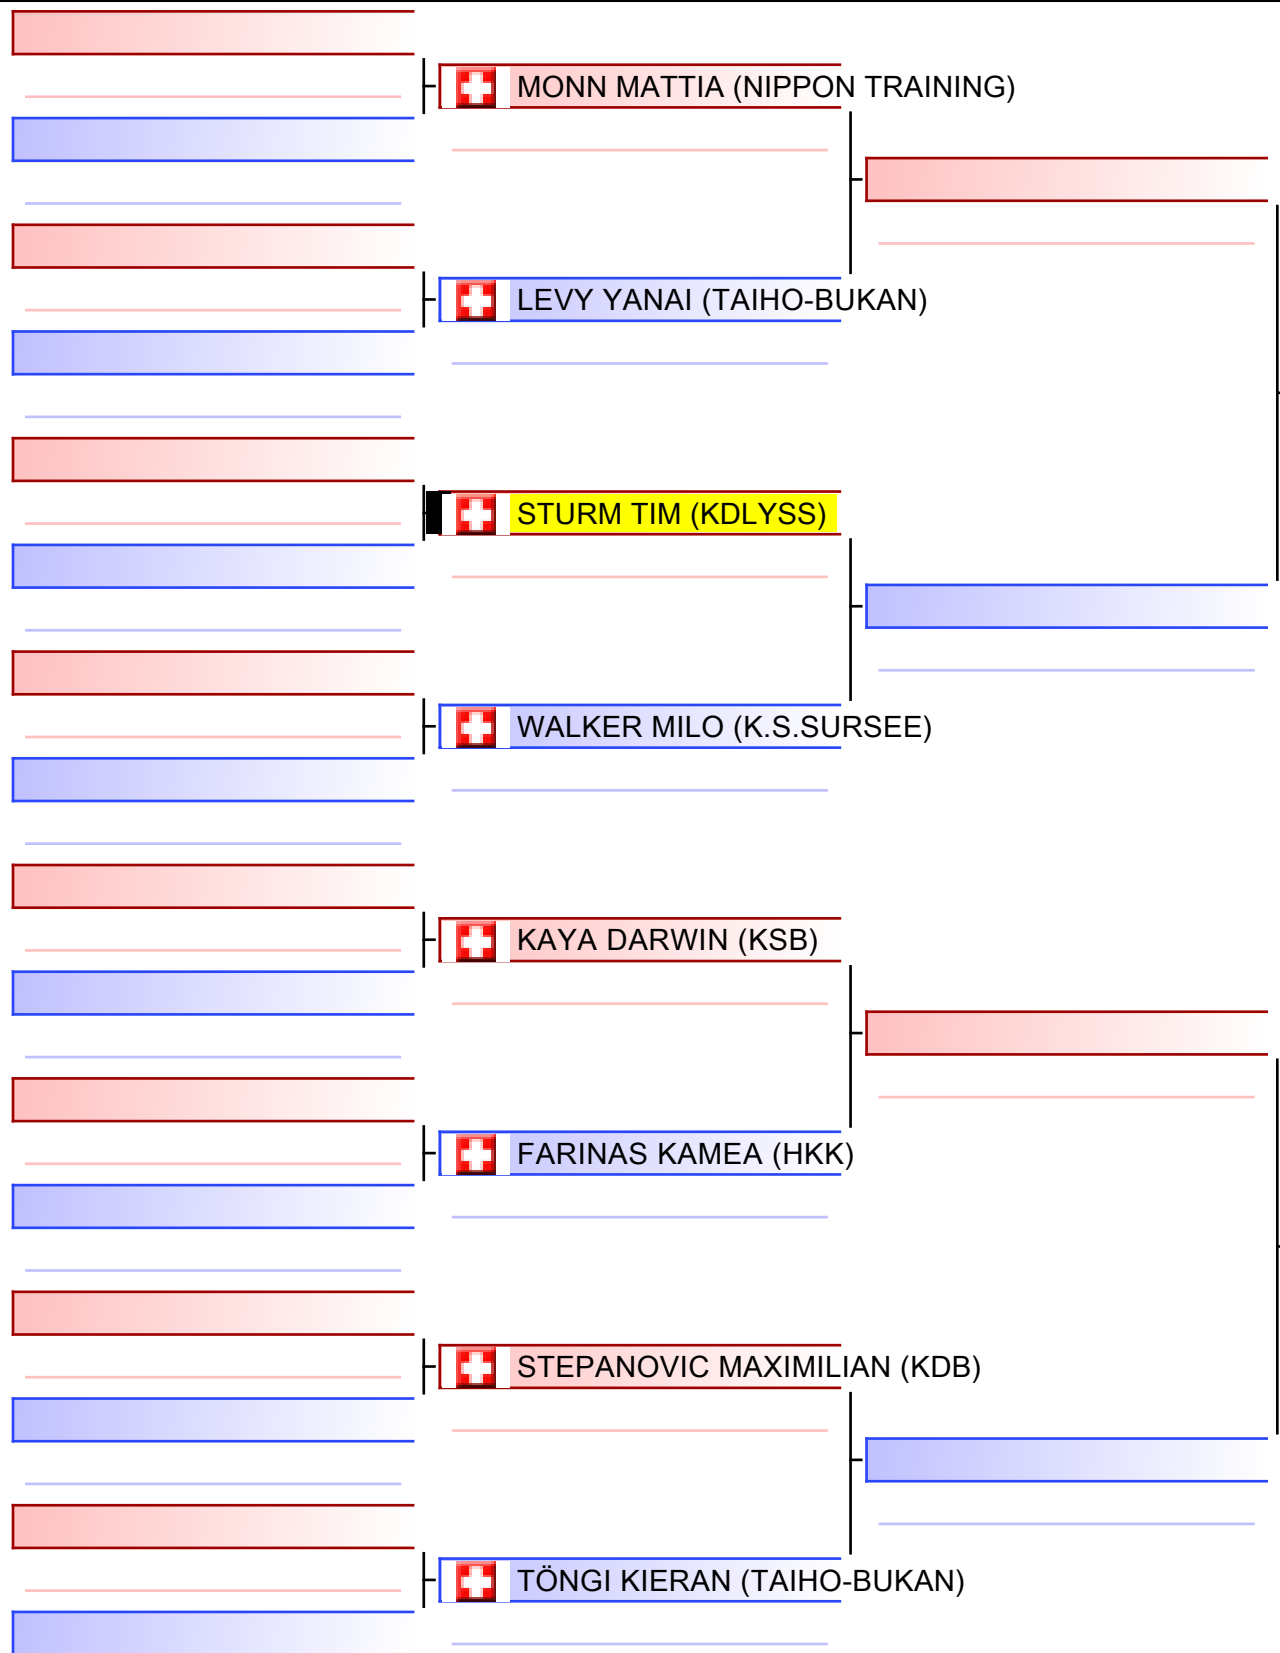 MONN MATTIA (NIPPON TRAINING)
LEVY YANAI (TAIHO-BUKAN)
STURM TIM (KDLYSS)
WALKER MILO (K.S.SURSEE)
KAYA DARWIN (KSB)
FARINAS KAMEA (HKK)
STEPANOVIC MAXIMILIAN (KDB)
TÖNGI KIERAN (TAIHO-BUKAN)